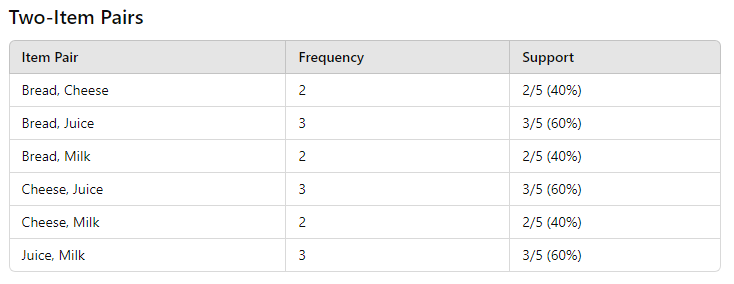 Two-Item Pairs
Item Pair Frequency Support
Bread, Cheese 2 2/5 (40%)
Bread, Juice 3 3/5 (60%)
Bread, Milk 2 2/5 (40%)
Cheese, Juice 3 3/5 (60%)
Cheese, Milk 2 2/5 (40%)
Juice, Milk 3 3/5 (60%)